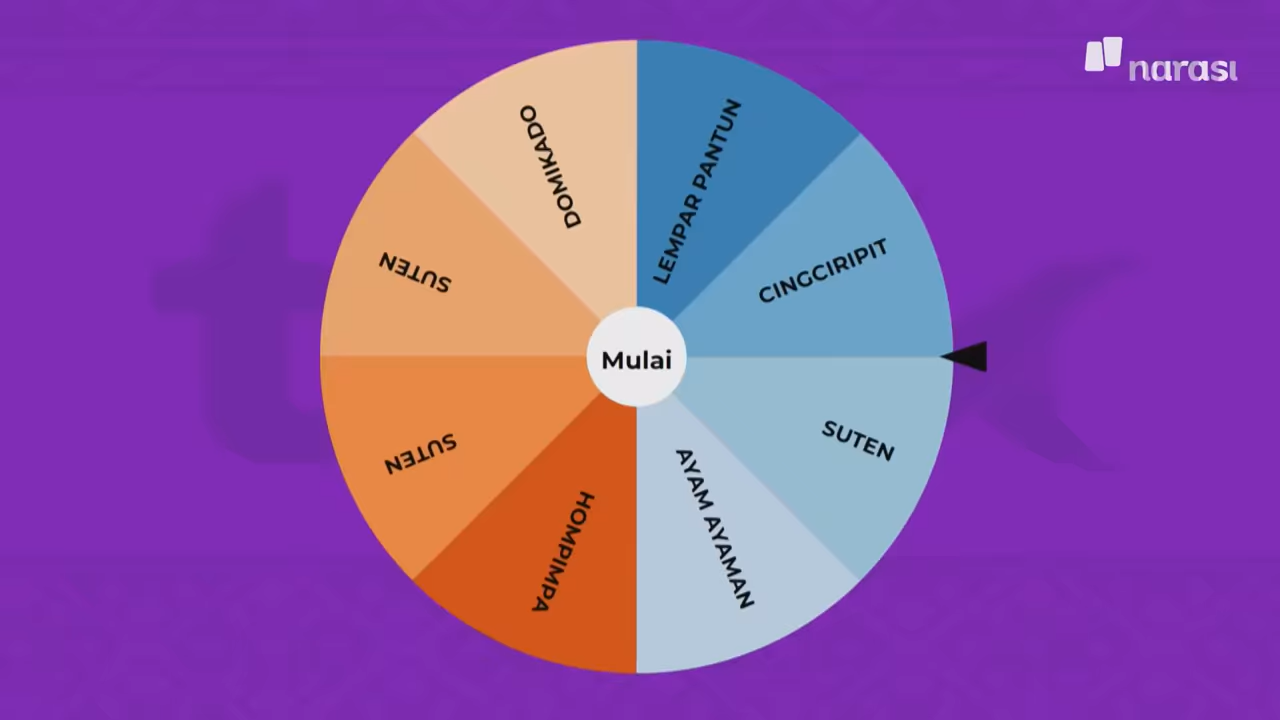 narasi
DOMIKADO
LEMPAR PANTUN
CINGCIRIPIT
SUTEN
Mulai
SUTEN
SUTEN
HOMPIMPA
AYAM AYAMAN